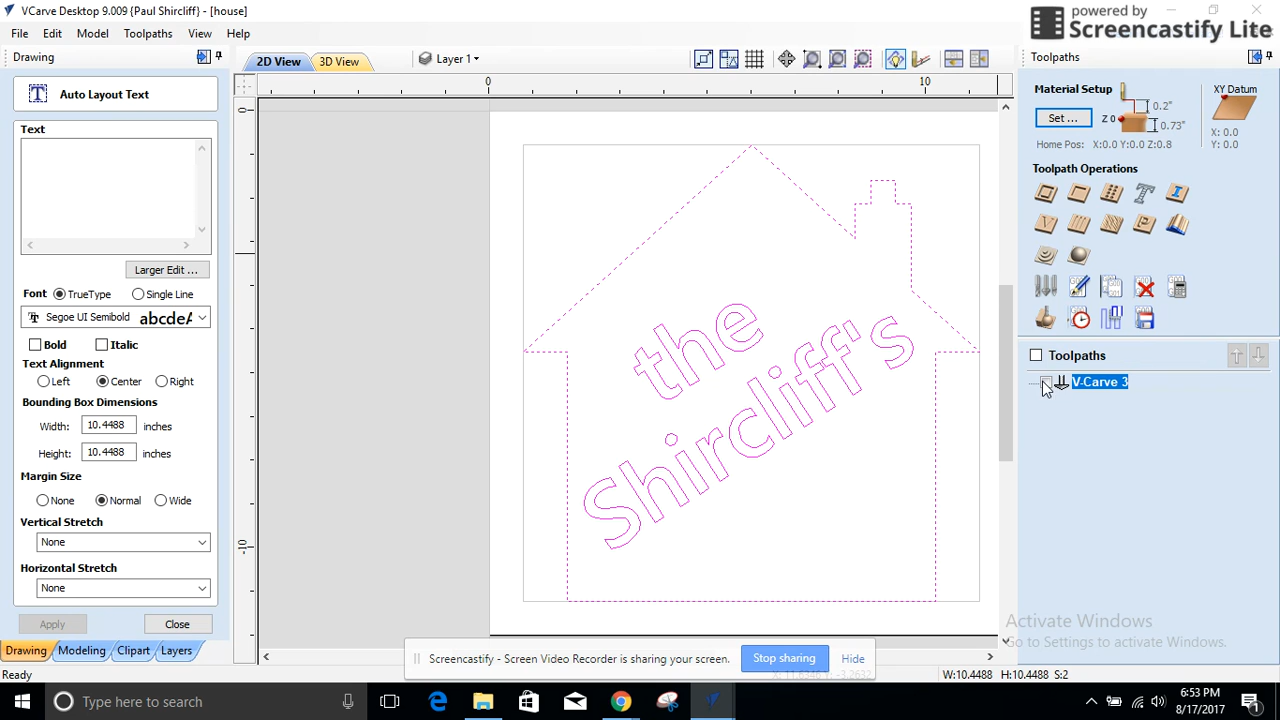 VCarve Desktop 9.009 {Paul Shircliff} - [house]
powered by
Screencastify Lite
File Edit Model Toolpaths View Help
Drawing
2D View 3D View Layer 1
Toolpaths
Auto Layout Text
0 10
Material Setup
XY Datum
0.2"
Set ...
Z 0
0.73"
X: 0.0
Y: 0.0
Home Pos: X:0.0 Y:0.0 Z:0.8
Text
Toolpath Operations
Larger Edit ...
Font TrueType Single Line
Segoe UI Semibold abcdeA
Bold Italic
Text Alignment
Left Center Right
Bounding Box Dimensions
Width: 10.4488 inches
Height: 10.4488 inches
Margin Size
None Normal Wide
Vertical Stretch
None
Horizontal Stretch
None
Apply Close
0
-10
the
Shircliff's
Toolpaths
V-Carve 3
Activate Windows
Go to Settings to activate Windows.
Drawing Modeling Clipart Layers
Screencastify - Screen Video Recorder is sharing your screen. Stop sharing Hide
Ready
W:10.4488 H:10.4488 S:2
Type here to search
6:53 PM
8/17/2017
1